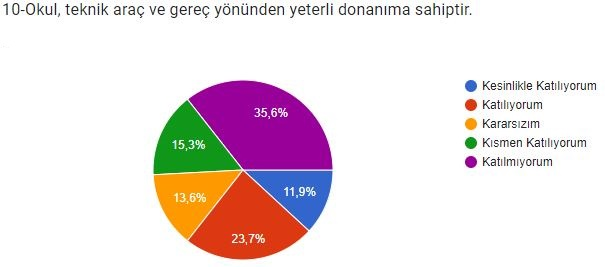 10-Okul, teknik araç ve gereç yönünden yeterli donanıma sahiptir.
Kesinlikle Katılıyorum
Katılıyorum
Kararsızım
Kısmen Katılıyorum
Katılmıyorum
35,6%
15,3%
11,9%
13,6%
23,7%